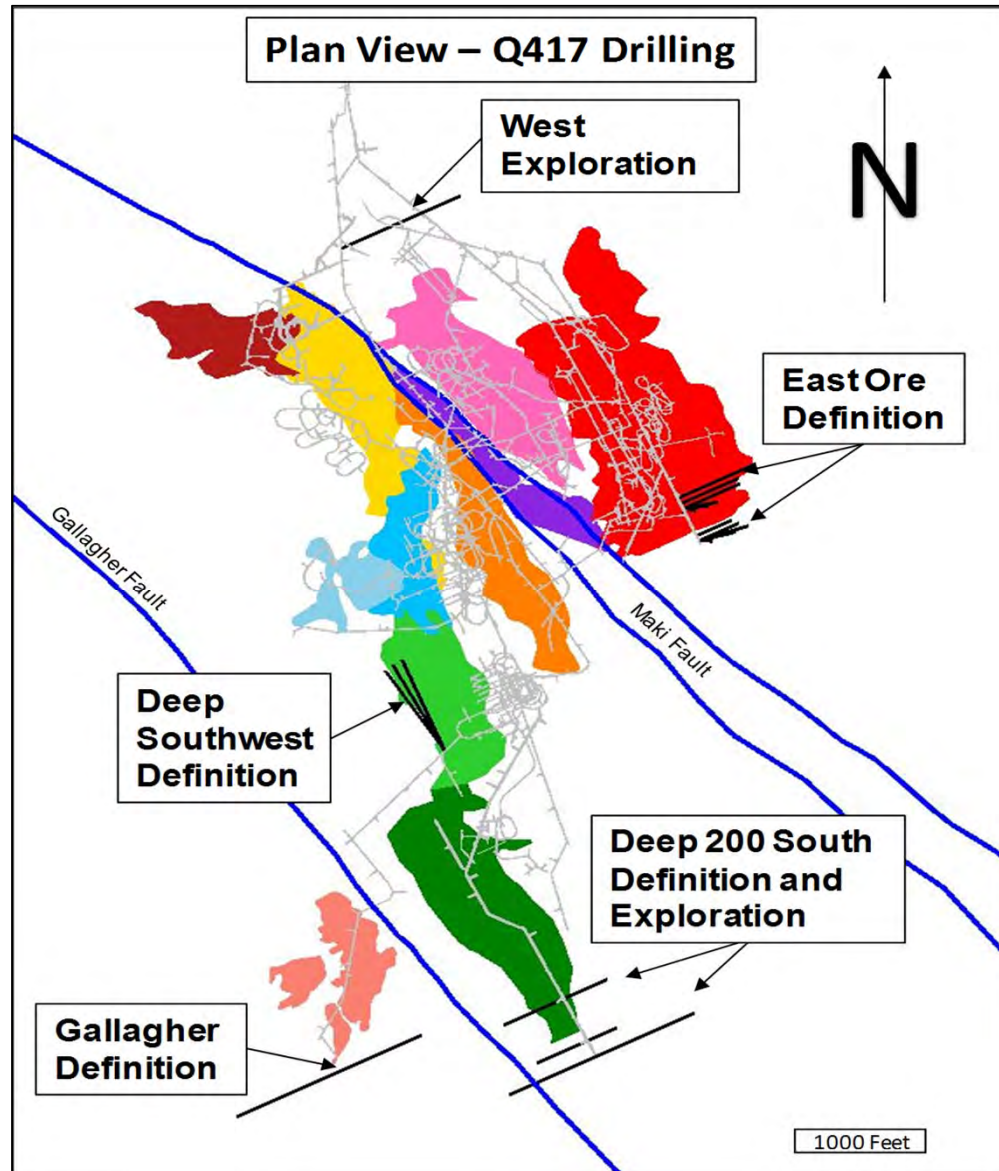 Plan View – Q417 Drilling
West
Exploration
N
East Ore
Definition
Gallagher Fault
Maki Fault
Deep
Southwest
Definition
Deep 200 South
Definition and
Exploration
Gallagher
Definition
1000 Feet